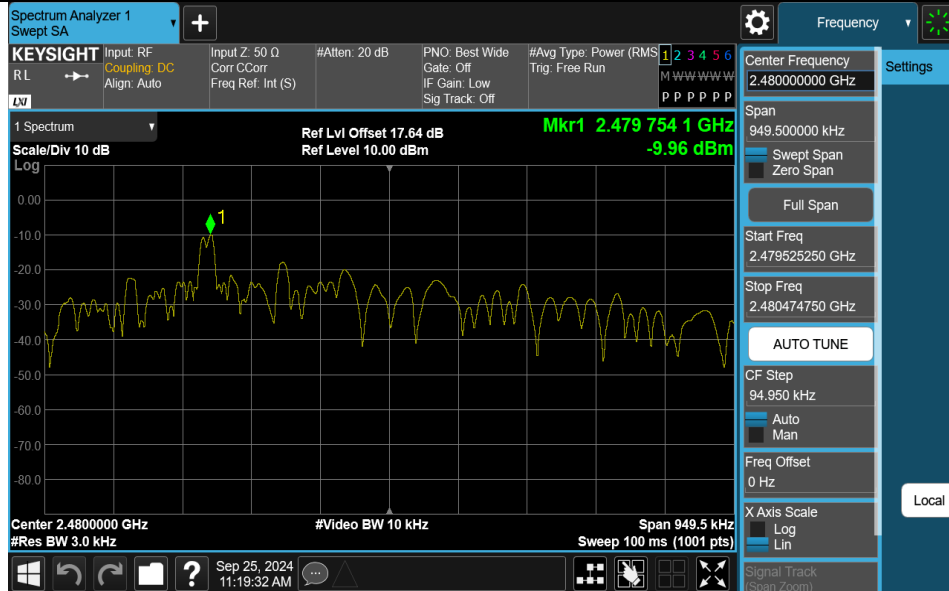 Spectrum Analyzer 1
Swept SA
Frequency
KEYSIGHT
RL
LXI
Input: RF
Coupling: DC
Align: Auto
Input Z: 50 Ω
Corr CCorr
Freq Ref: Int (S)
#Atten: 20 dB
PNO: Best Wide
Gate: Off
IF Gain: Low
Sig Track: Off
#Avg Type: Power (RMS
Trig: Free Run
1 2 3 4 5 6
M W W W W W
P P P P P P
1 Spectrum
Scale/Div 10 dB
Log
Ref Lvl Offset 17.64 dB
Ref Level 10.00 dBm
Mkr1 2.479 754 1 GHz
-9.96 dBm
1
0.00
-10.0
-20.0
-30.0
-40.0
-50.0
-60.0
-70.0
-80.0
Center 2.4800000 GHz
#Res BW 3.0 kHz
#Video BW 10 kHz
Span 949.5 kHz
Sweep 100 ms (1001 pts)
Sep 25, 2024
11:19:32 AM
Center Frequency
2.480000000 GHz
Span
949.500000 kHz
Swept Span
Zero Span
Full Span
Start Freq
2.479525250 GHz
Stop Freq
2.480474750 GHz
AUTO TUNE
CF Step
94.950 kHz
Auto
Man
Freq Offset
0 Hz
X Axis Scale
Log
Lin
Signal Track
(Span Zoom)
Settings
Local